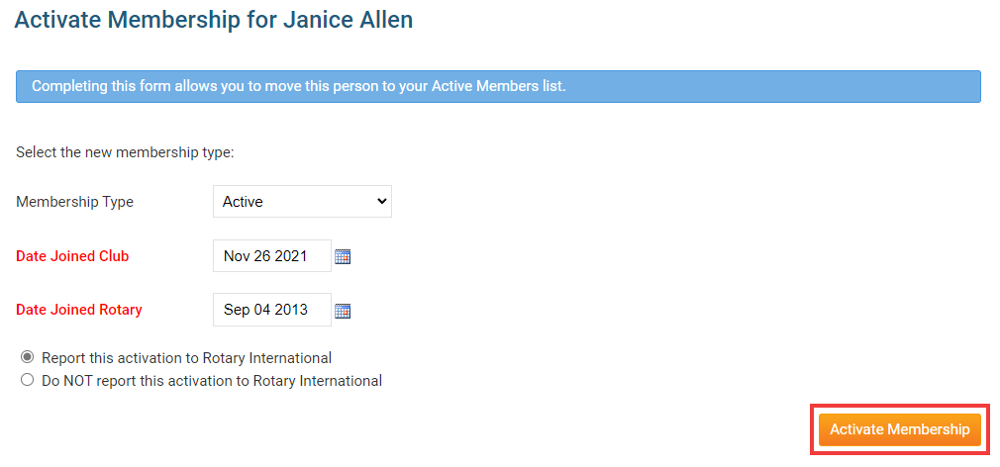 Activate Membership for Janice Allen
Completing this form allows you to move this person to your Active Members list.
Select the new membership type:
Membership Type Active
Date Joined Club Nov 26 2021
Date Joined Rotary Sep 04 2013
Report this activation to Rotary International
Do NOT report this activation to Rotary International
Activate Membership